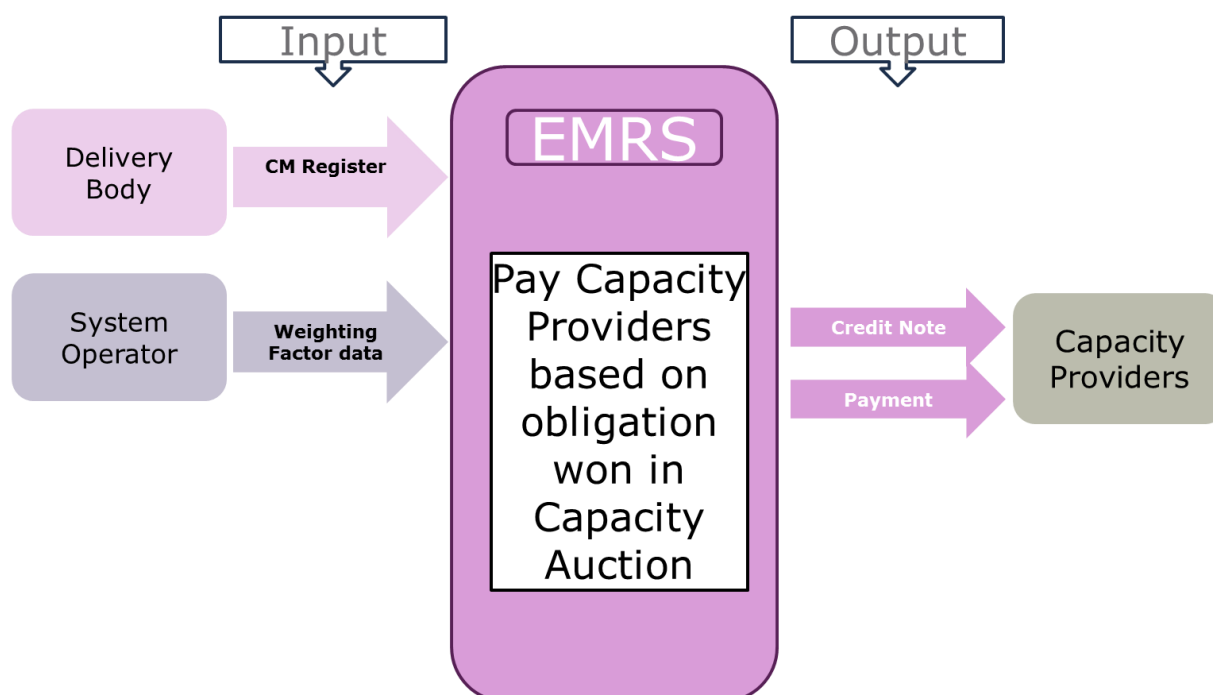 Input
Output
EMRS
Delivery
Body
CM Register
System
Operator
Weighting
Factor data
Pay Capacity
Providers
based on
obligation
won in
Capacity
Auction
Credit Note
Payment
Capacity
Providers